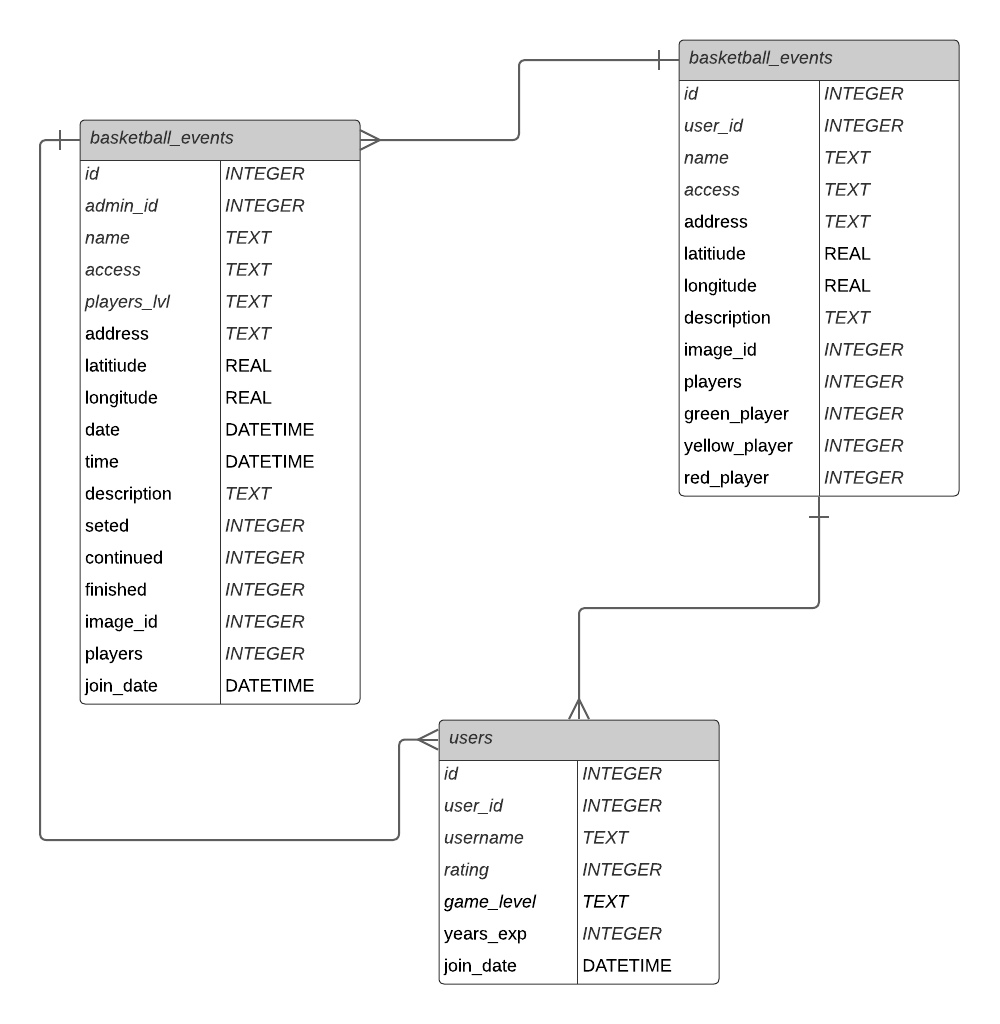 basketball_events
id INTEGER
admin_id INTEGER
name TEXT
access TEXT
players_lvl TEXT
address TEXT
latitiude REAL
longitude REAL
date DATETIME
time DATETIME
description TEXT
seted INTEGER
continued INTEGER
finished INTEGER
image_id INTEGER
players INTEGER
join_date DATETIME
basketball_events
id INTEGER
user_id INTEGER
name TEXT
access TEXT
address TEXT
latitiude REAL
longitude REAL
description TEXT
image_id INTEGER
players INTEGER
green_player INTEGER
yellow_player INTEGER
red_player INTEGER
users
id INTEGER
user_id INTEGER
username TEXT
rating INTEGER
game_level TEXT
years_exp INTEGER
join_date DATETIME